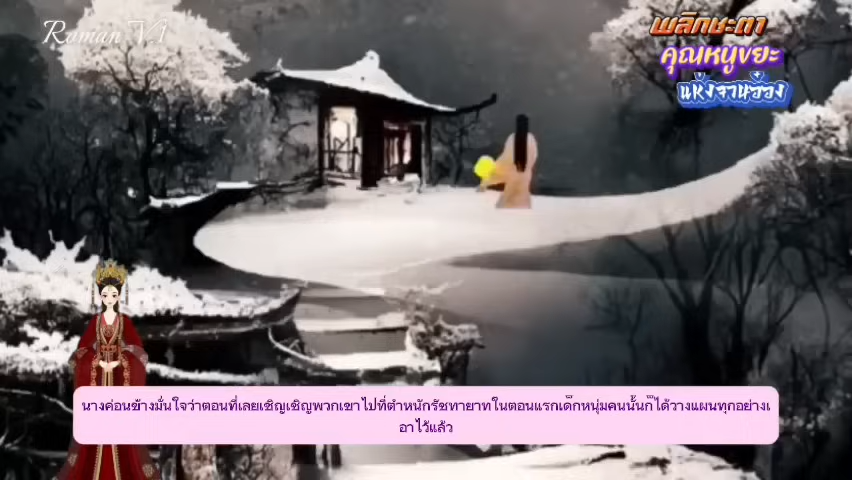 Roman V1
พลิกชะตา
คุณหนูขยะ
แห่งจวนอ๋อง
นางค่อนข้างมั่นใจว่าตอนที่เลยเชิญเชิญพวกเขาไปที่ตำหนักรัชทายาทในตอนแรกเด็กหนุ่มคนนั้นก็ได้วางแผนทุกอย่างเ
อาไว้แล้ว